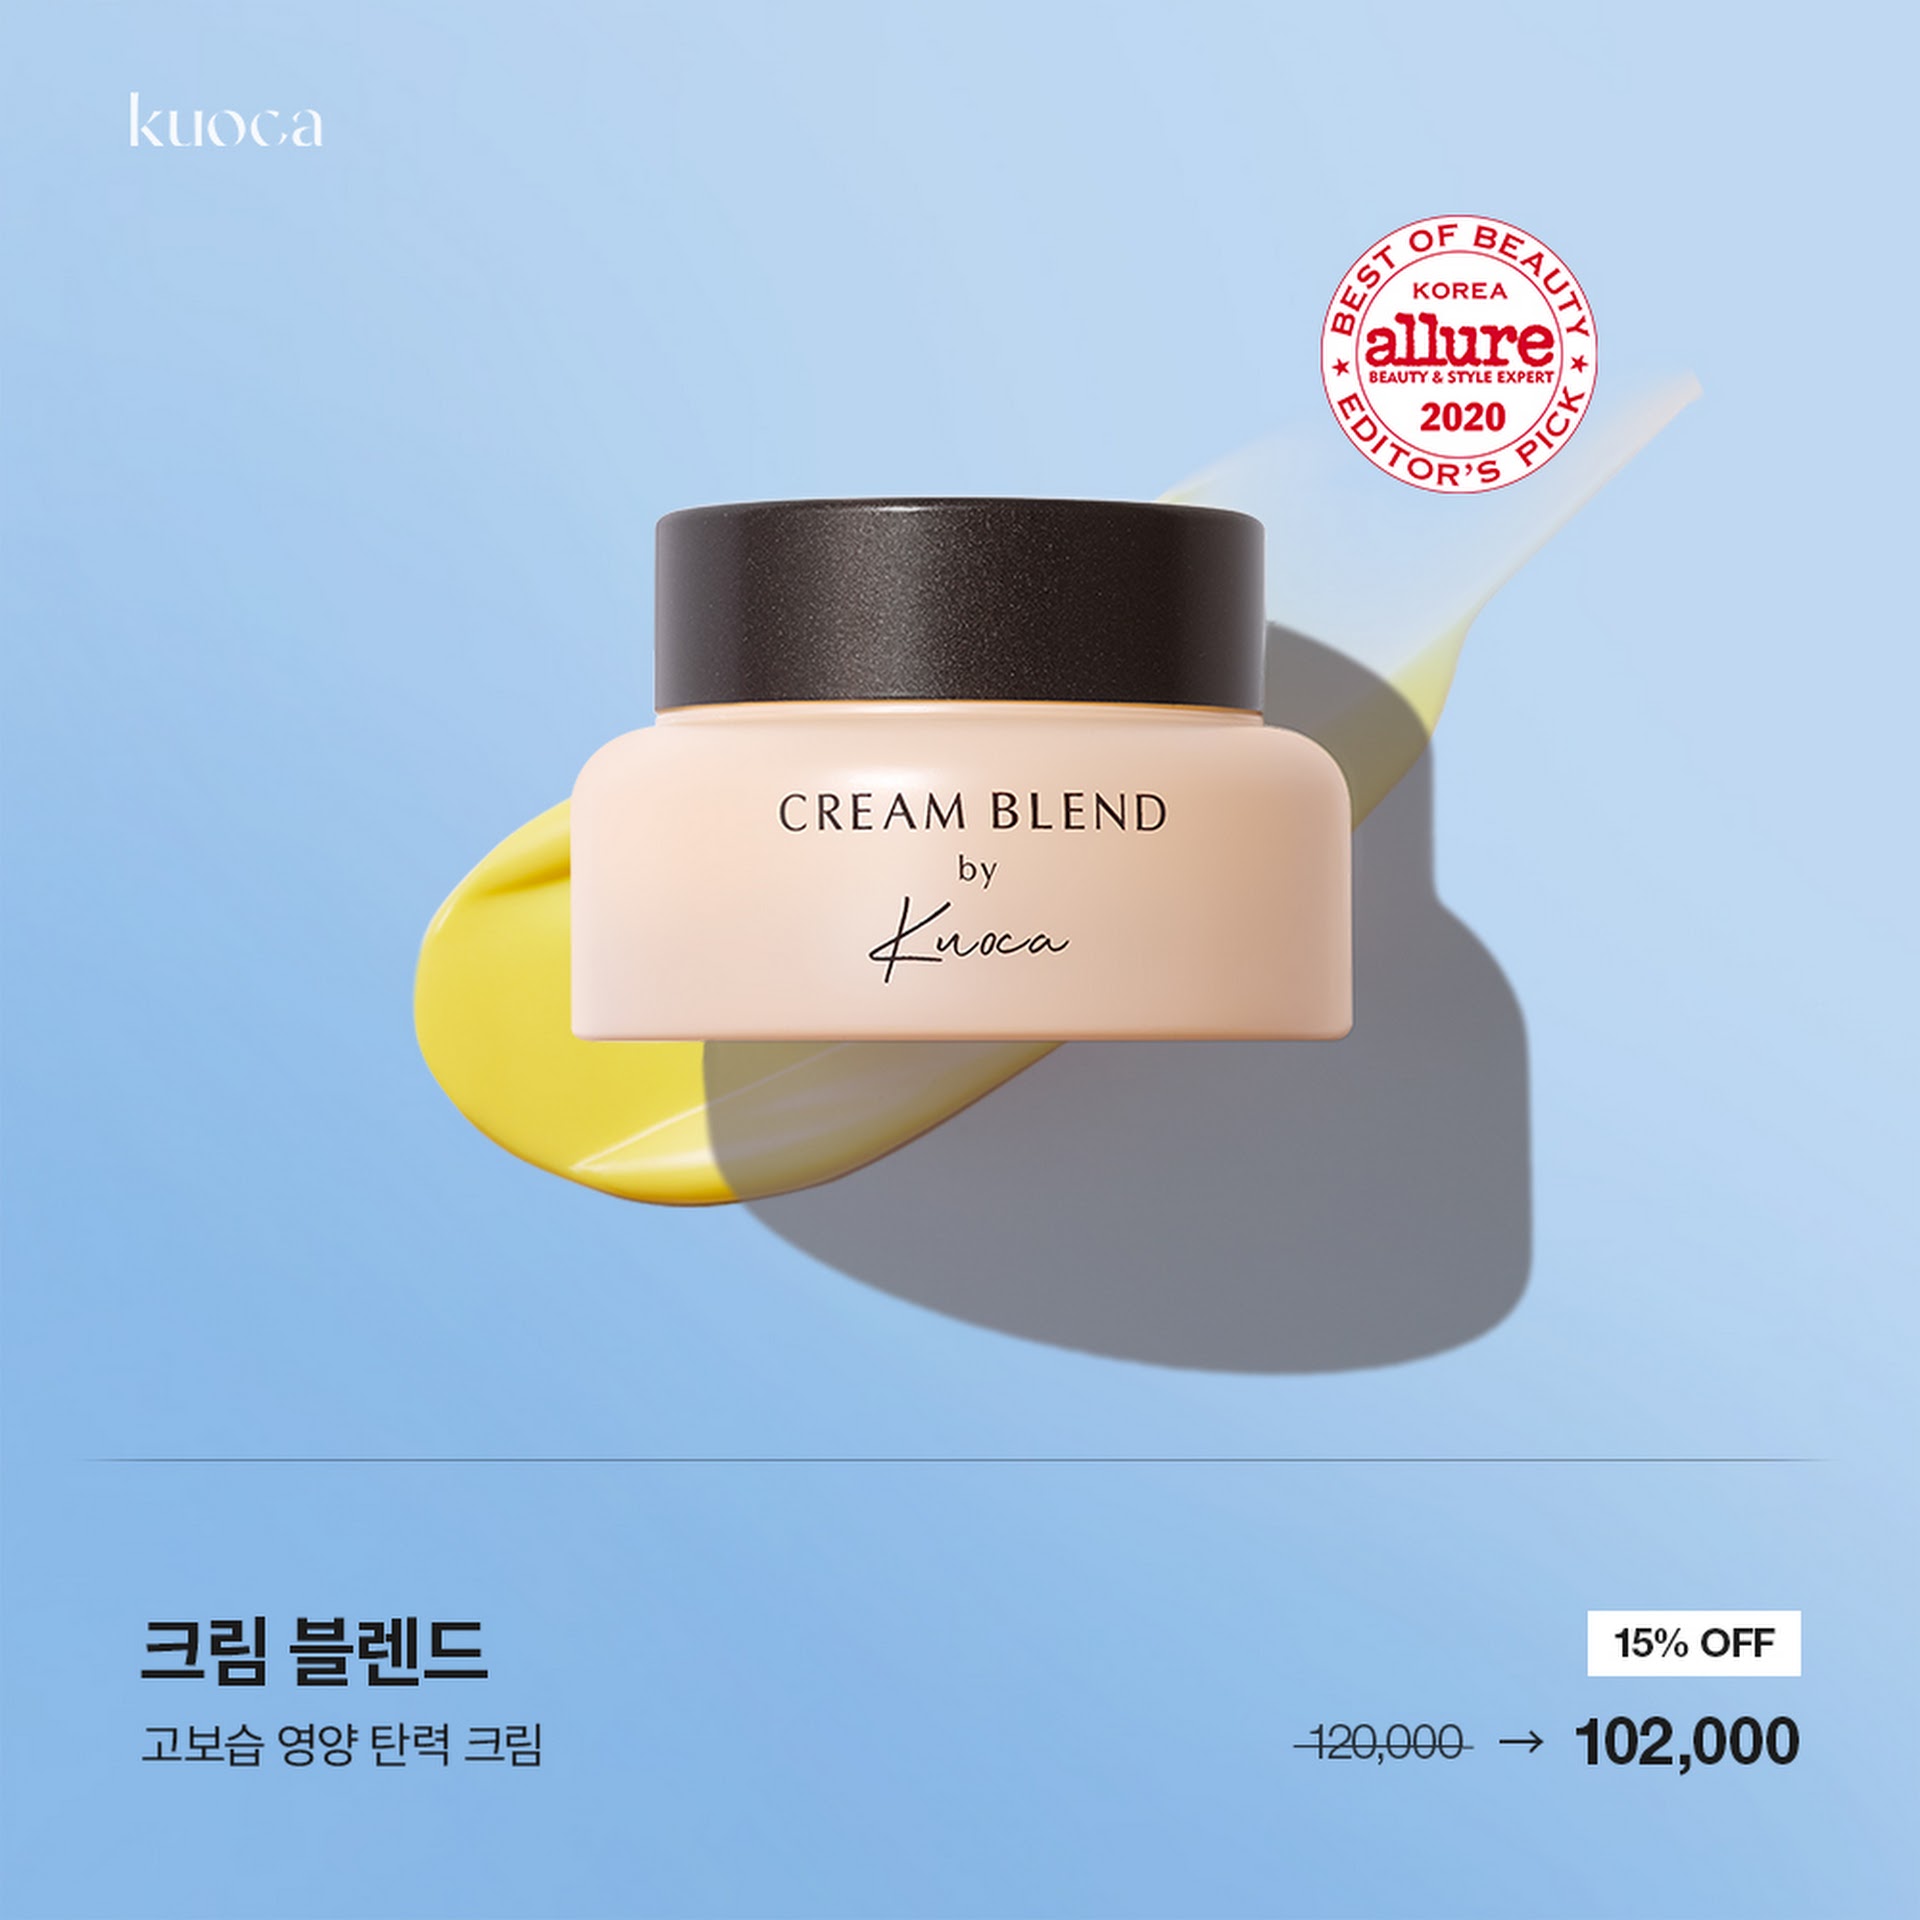 kuoca
BEST OF BEAUTY
KOREA
allure
BEAUTY & STYLE EXPERT
2020
EDITOR'S PICK
CREAM BLEND
by
Kuoca
크림 블렌드
고보습 영양 탄력 크림
15% OFF
120,000 → 102,000